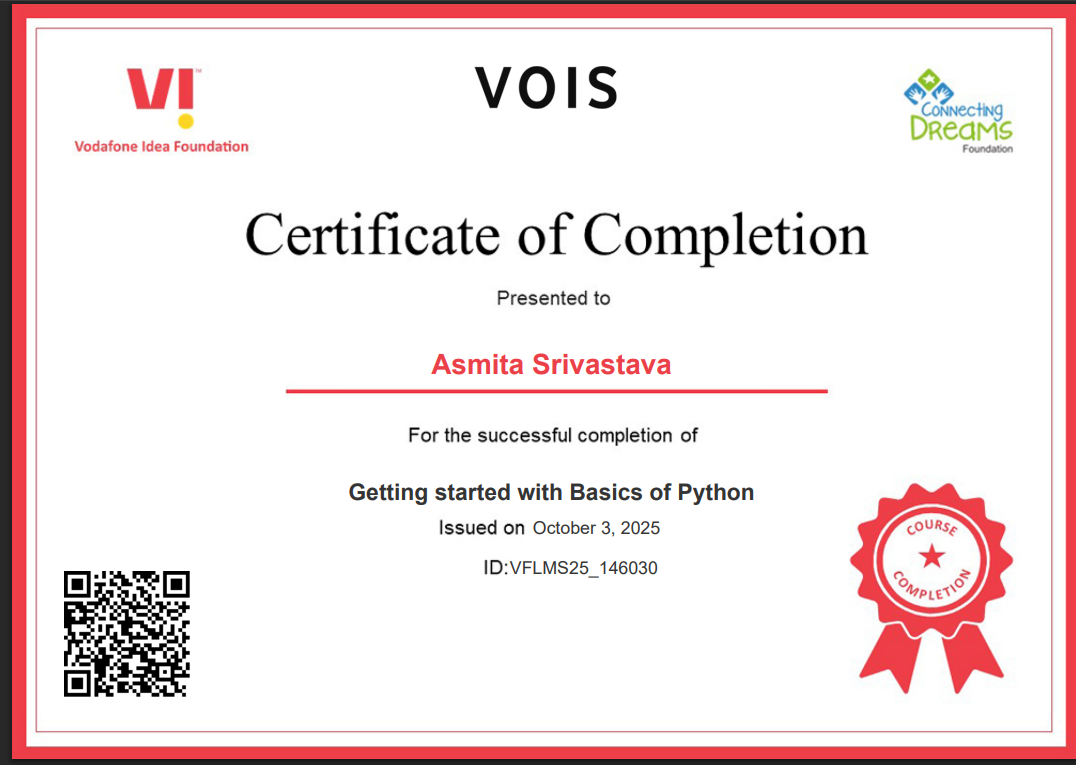 VI
Vodafone Idea Foundation
VOIS
CONNECTING
DREAMS
Foundation
Certificate of Completion
Presented to
Asmita Srivastava
For the successful completion of
Getting started with Basics of Python
Issued on October 3, 2025
ID:VFLMS25_146030
COURSE
COMPLETION